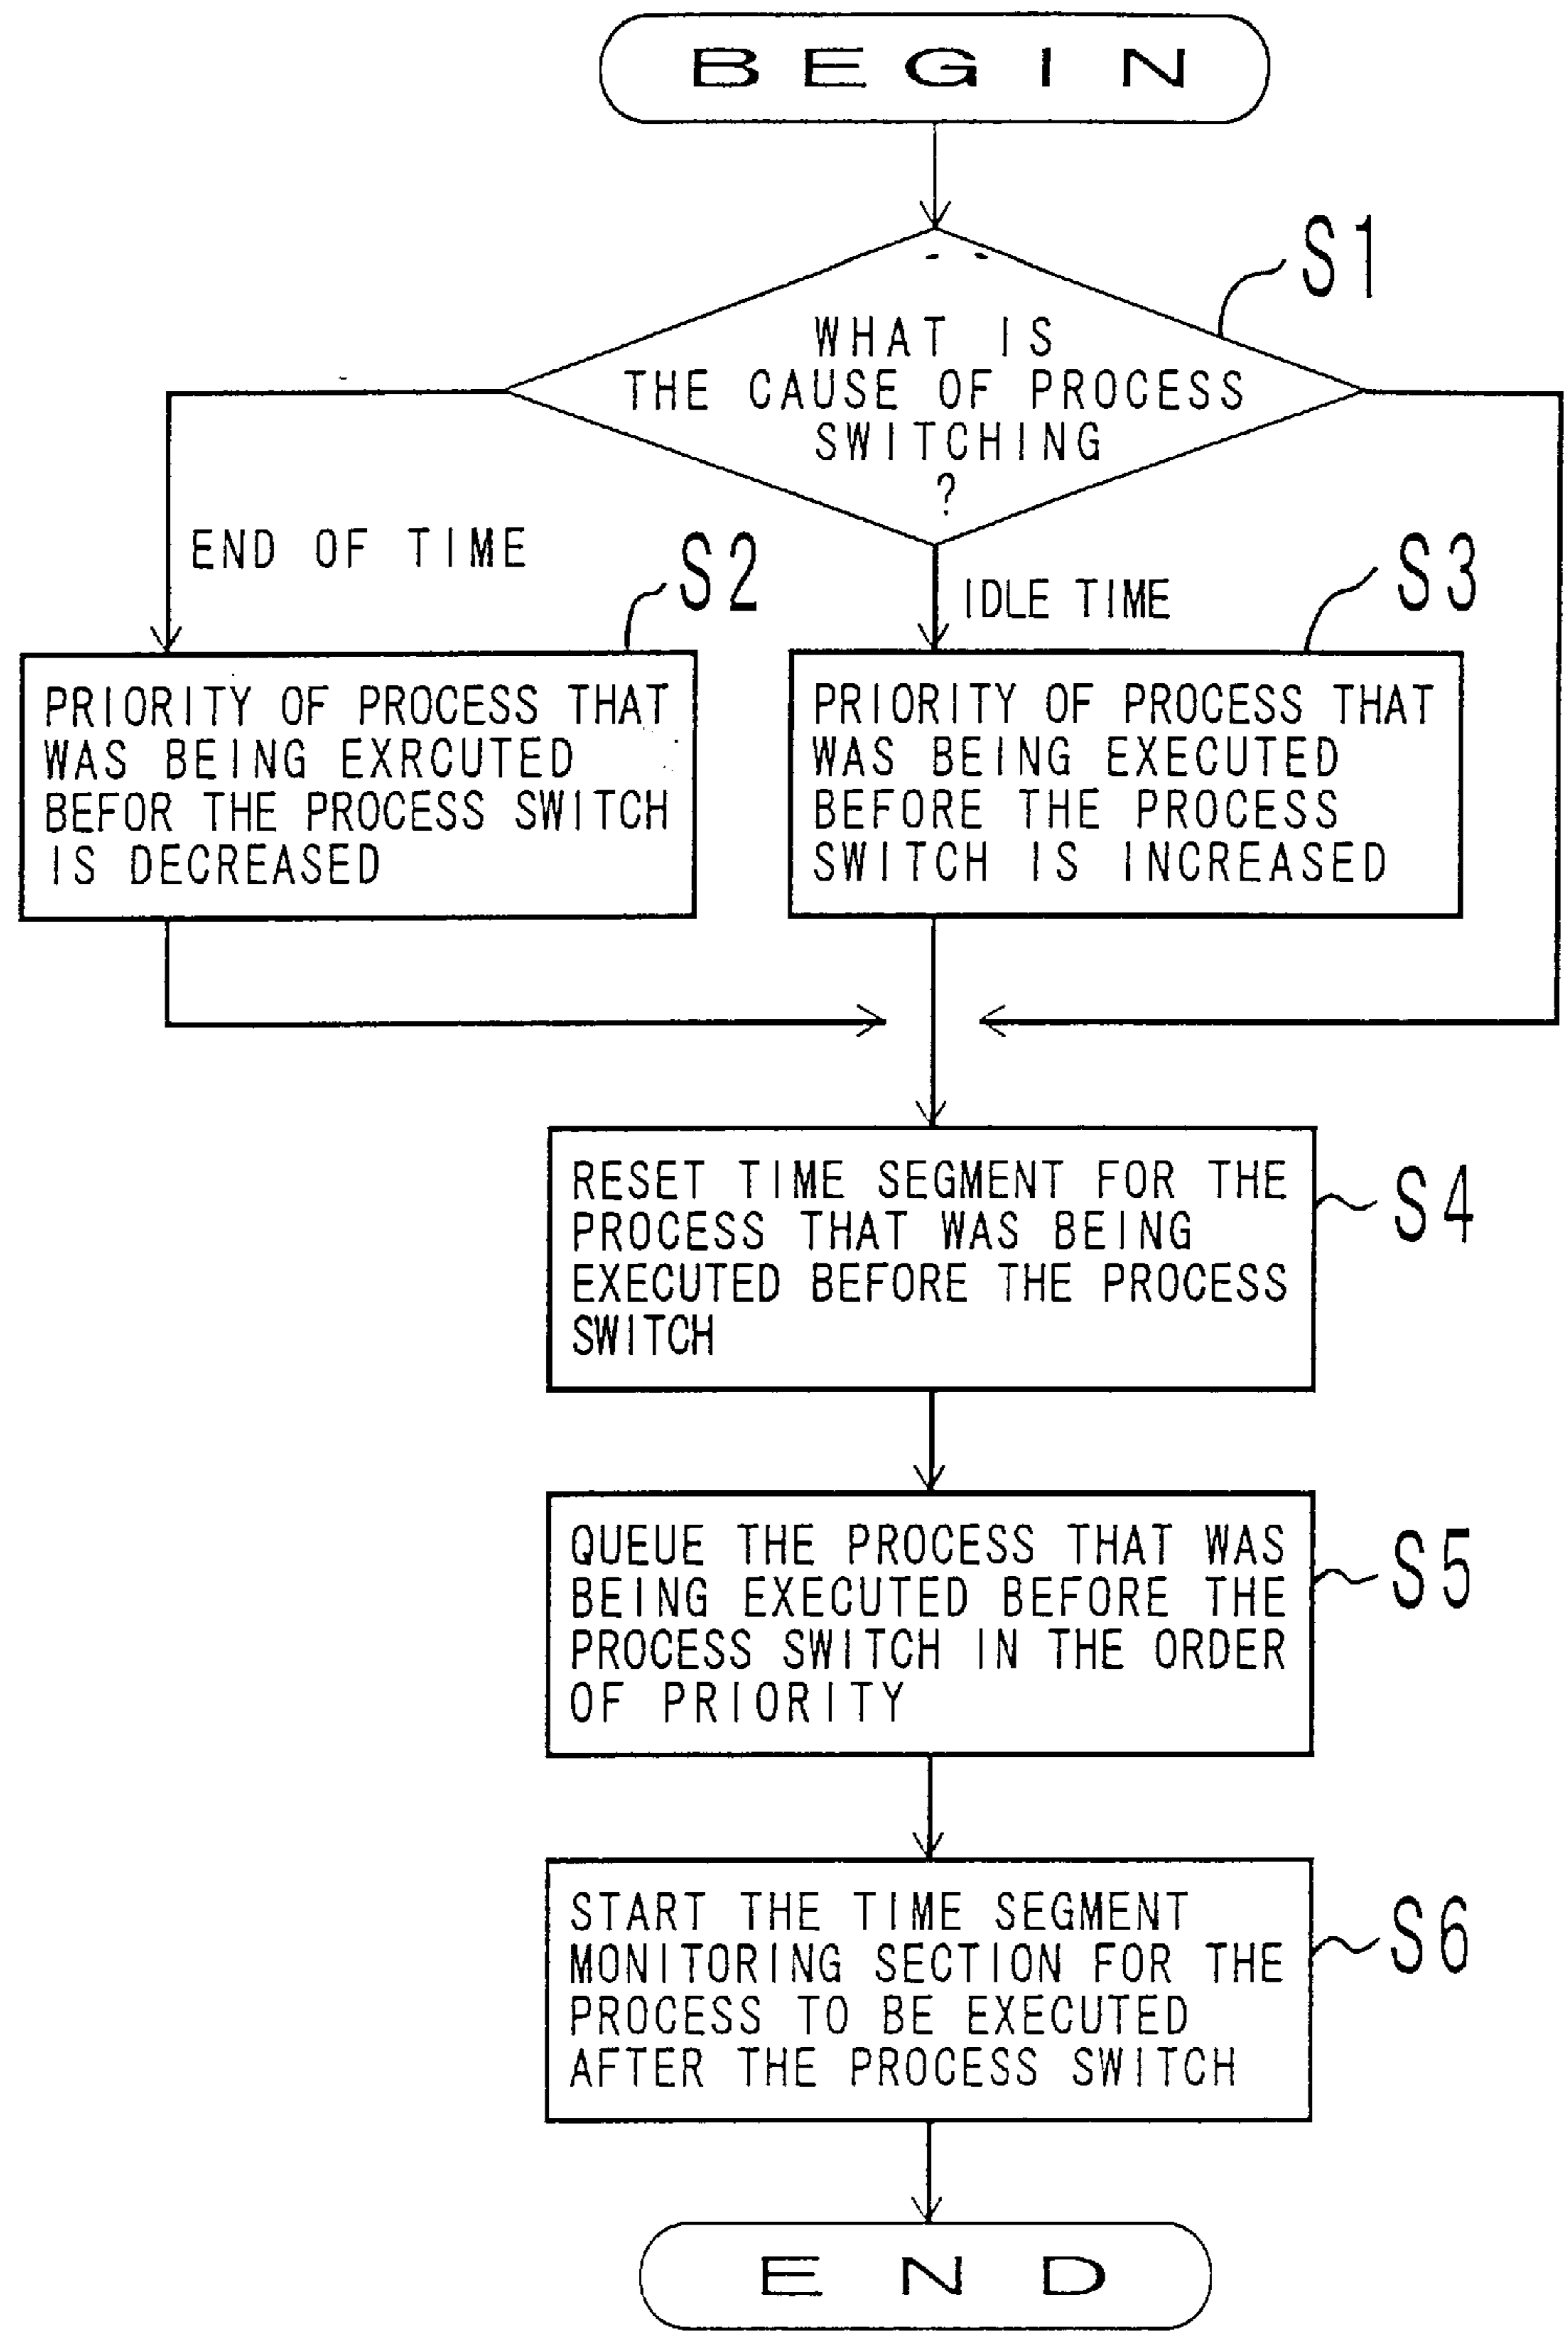 BEGIN
S1
WHAT IS
THE CAUSE OF PROCESS
SWITCHING
?
END OF TIME
S2
IDLE TIME
S3
PRIORITY OF PROCESS THAT
WAS BEING EXRCUTED
BEFOR THE PROCESS SWITCH
IS DECREASED
PRIORITY OF PROCESS THAT
WAS BEING EXECUTED
BEFORE THE PROCESS
SWITCH IS INCREASED
RESET TIME SEGMENT FOR THE
PROCESS THAT WAS BEING
EXECUTED BEFORE THE PROCESS
SWITCH
S4
QUEUE THE PROCESS THAT WAS
BEING EXECUTED BEFORE THE
PROCESS SWITCH IN THE ORDER
OF PRIORITY
S5
START THE TIME SEGMENT
MONITORING SECTION FOR THE
PROCESS TO BE EXECUTED
AFTER THE PROCESS SWITCH
S6
END